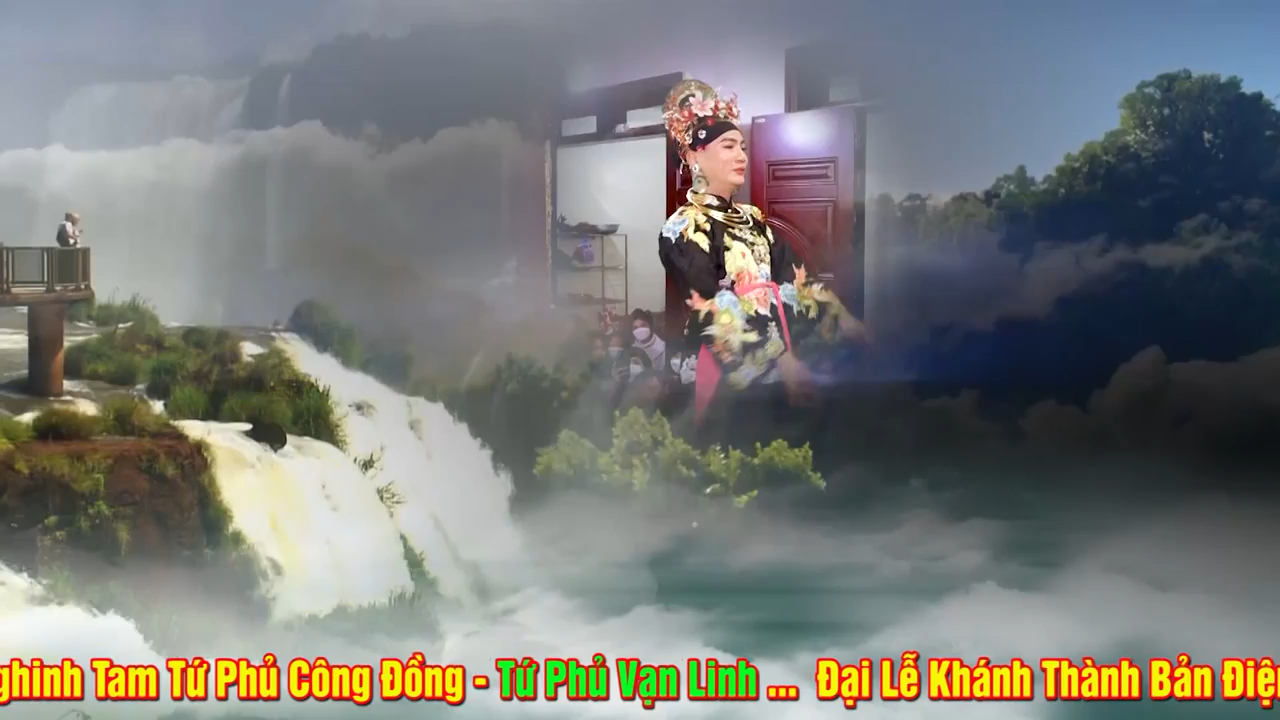 ghinh Tam Tứ Phủ Công Đồng - Tứ Phủ Vạn Linh ... Đại Lễ Khánh Thành Bản Điệ